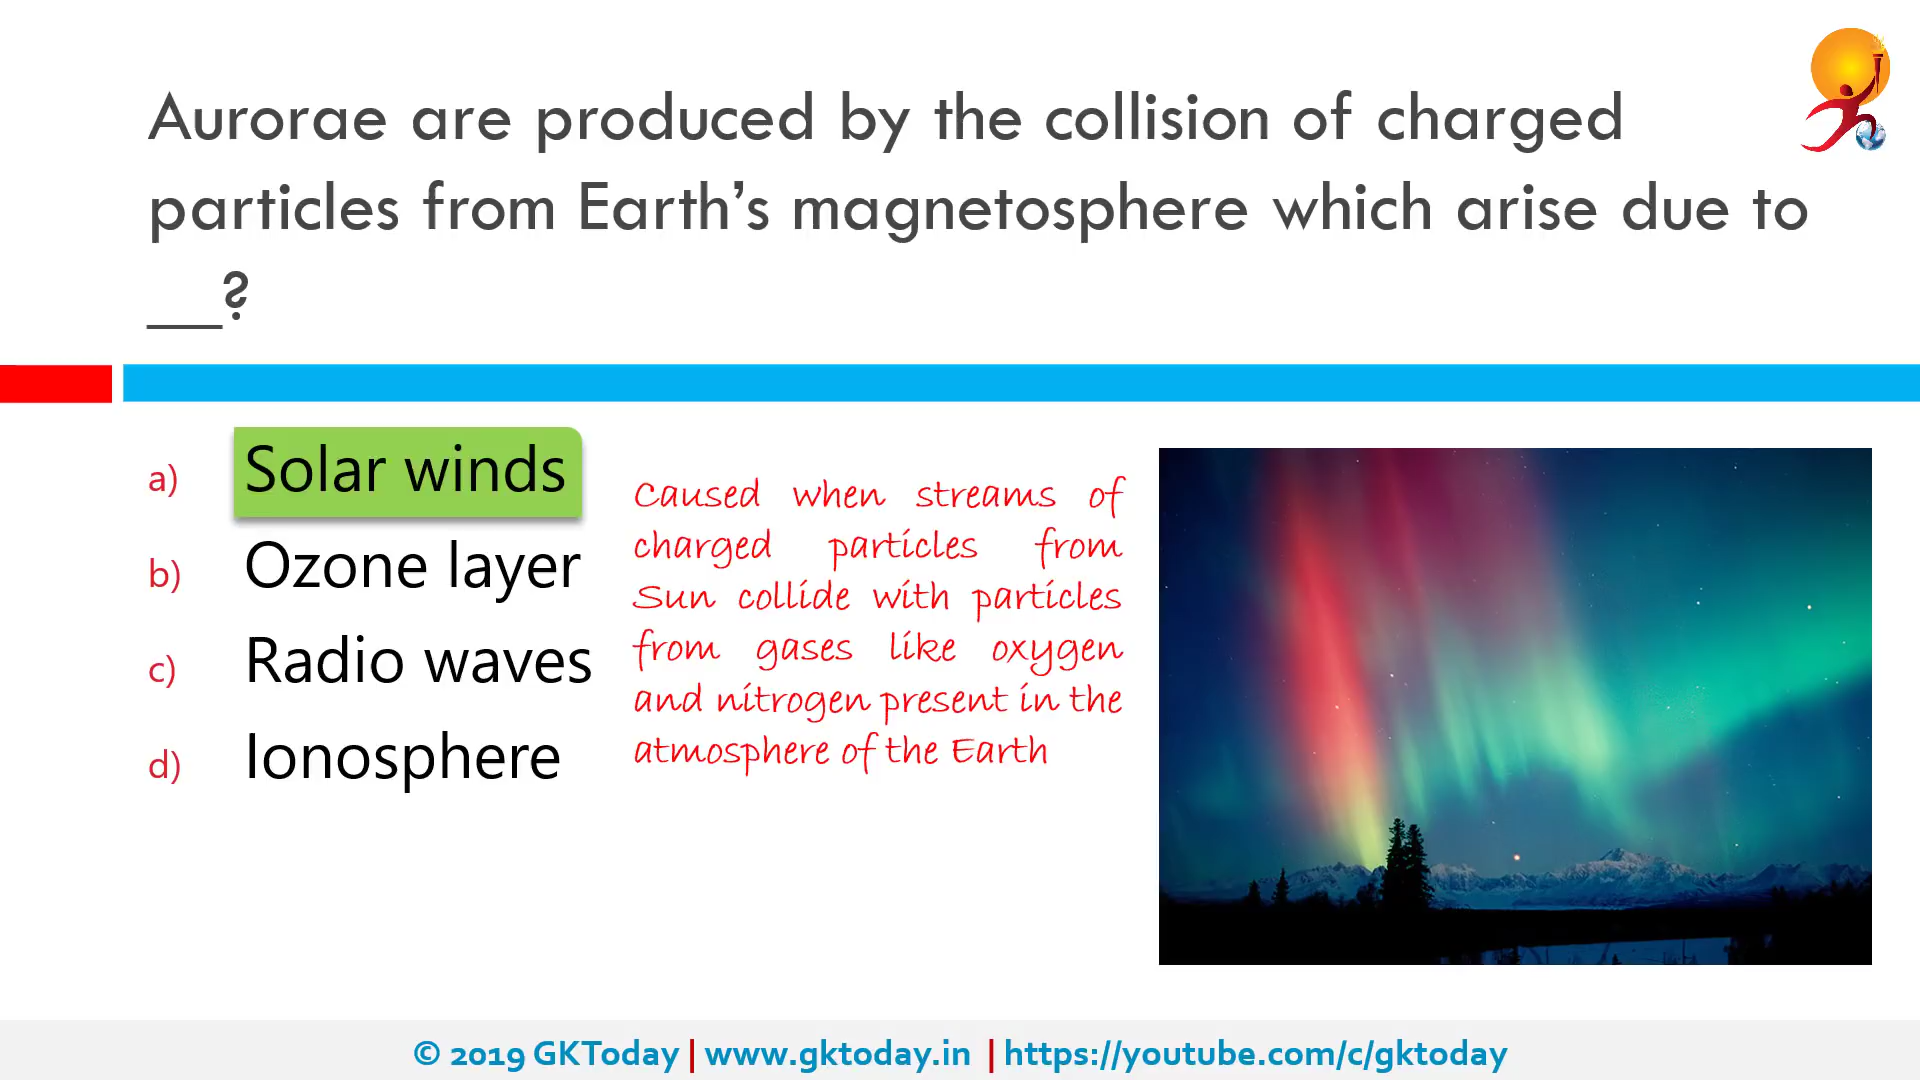 Aurorae are produced by the collision of charged
particles from Earth’s magnetosphere which arise due to
__?
a) Solar winds
b) Ozone layer
c) Radio waves
d) Ionosphere
Caused when streams of
charged particles from
Sun collide with particles
from gases like oxygen
and nitrogen present in the
atmosphere of the Earth
© 2019 GKToday | www.gktoday.in | https://youtube.com/c/gktoday